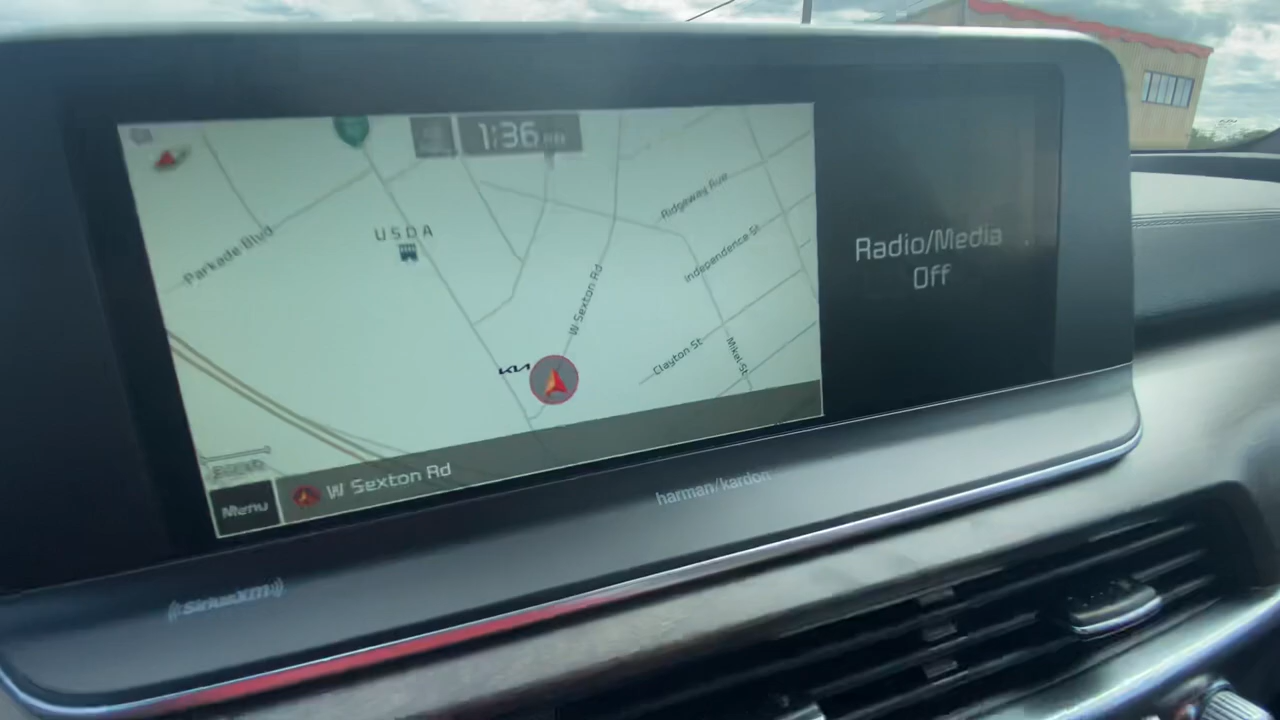 1:36
USDA
Parkade Blvd
Ridgeway Ave
Independence St
W Sexton Rd
Clayton St
Mikel St
KIA
Menu
W Sexton Rd
Radio/Media
Off
harman/kardon
SiriusXM